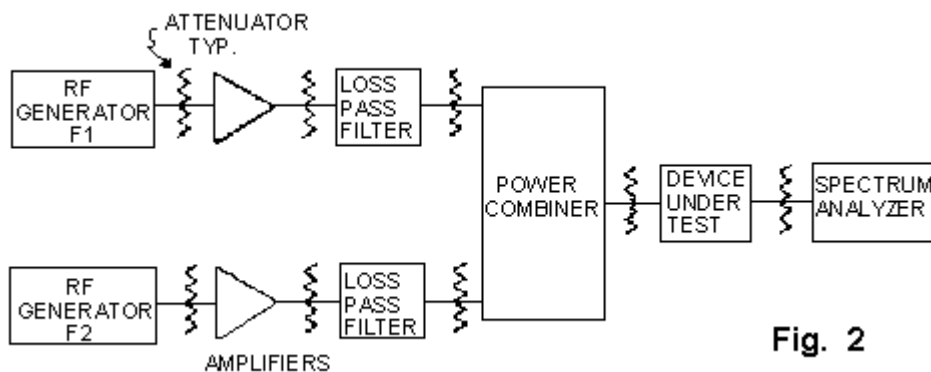 ATTENUATOR
TYP.
RF
GENERATOR
F1
LOSS
PASS
FILTER
POWER
COMBINER
DEVICE
UNDER
TEST
SPECTRUM
ANALYZER
RF
GENERATOR
F2
LOSS
PASS
FILTER
AMPLIFIERS
Fig. 2